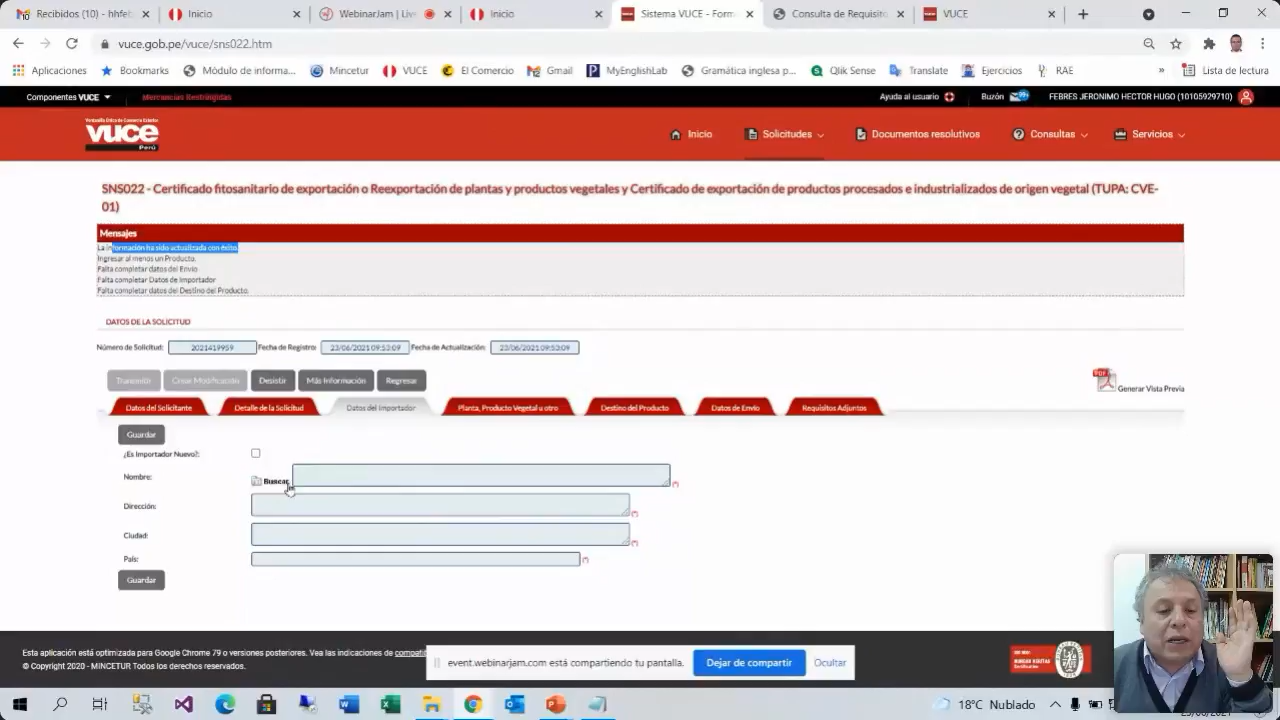 Recibidos (10) - hhfeb
Inicio
WebinarJam | Live
Inicio
Sistema VUCE - Form
Consulta de Requisito
VUCE
vuce.gob.pe/vuce/sns022.htm
Aplicaciones
Bookmarks
Módulo de informa...
Mincetur
VUCE
El Comercio
Gmail
MyEnglishLab
Gramática inglesa p...
Qlik Sense
Translate
Ejercicios
RAE
»
Lista de lectura
Componentes VUCE
Mercancías Restringidas
Ayuda al usuario
Buzón
99+
FEBRES JERONIMO HECTOR HUGO (10105929710)
Ventanilla Única de Comercio Exterior
vuce
Perú
Inicio
Solicitudes
Documentos resolutivos
Consultas
Servicios
SNS022 - Certificado fitosanitario de exportación o Reexportación de plantas y productos vegetales y Certificado de exportación de productos procesados e industrializados de origen vegetal (TUPA: CVE-
01)
Mensajes
La información ha sido actualizada con éxito.
Ingresar al menos un Producto.
Falta completar datos del Envío
Falta completar Datos de Importador
Falta completar datos del Destino del Producto.
DATOS DE LA SOLICITUD
Número de Solicitud: 2021419959 Fecha de Registro: 23/06/2021 09:53:09 Fecha de Actualización: 23/06/2021 09:53:09
Transmitir
Crear Modificación
Desistir
Más Información
Regresar
PDF
Generar Vista Previa
Datos del Solicitante
Detalle de la Solicitud
Datos del Importador
Planta, Producto Vegetal u otro
Destino del Producto
Datos de Envío
Requisitos Adjuntos
Guardar
¿Es Importador Nuevo?:
Nombre:
Buscar
(*)
Dirección:
(*)
Ciudad:
(*)
País:
(*)
Guardar
Esta aplicación está optimizada para Google Chrome 79 o versiones posteriores. Vea las indicaciones de
© Copyright 2020 - MINCETUR Todos los derechos reservados.
event.webinarjam.com está compartiendo tu pantalla.
Dejar de compartir
Ocultar
18°C Nublado